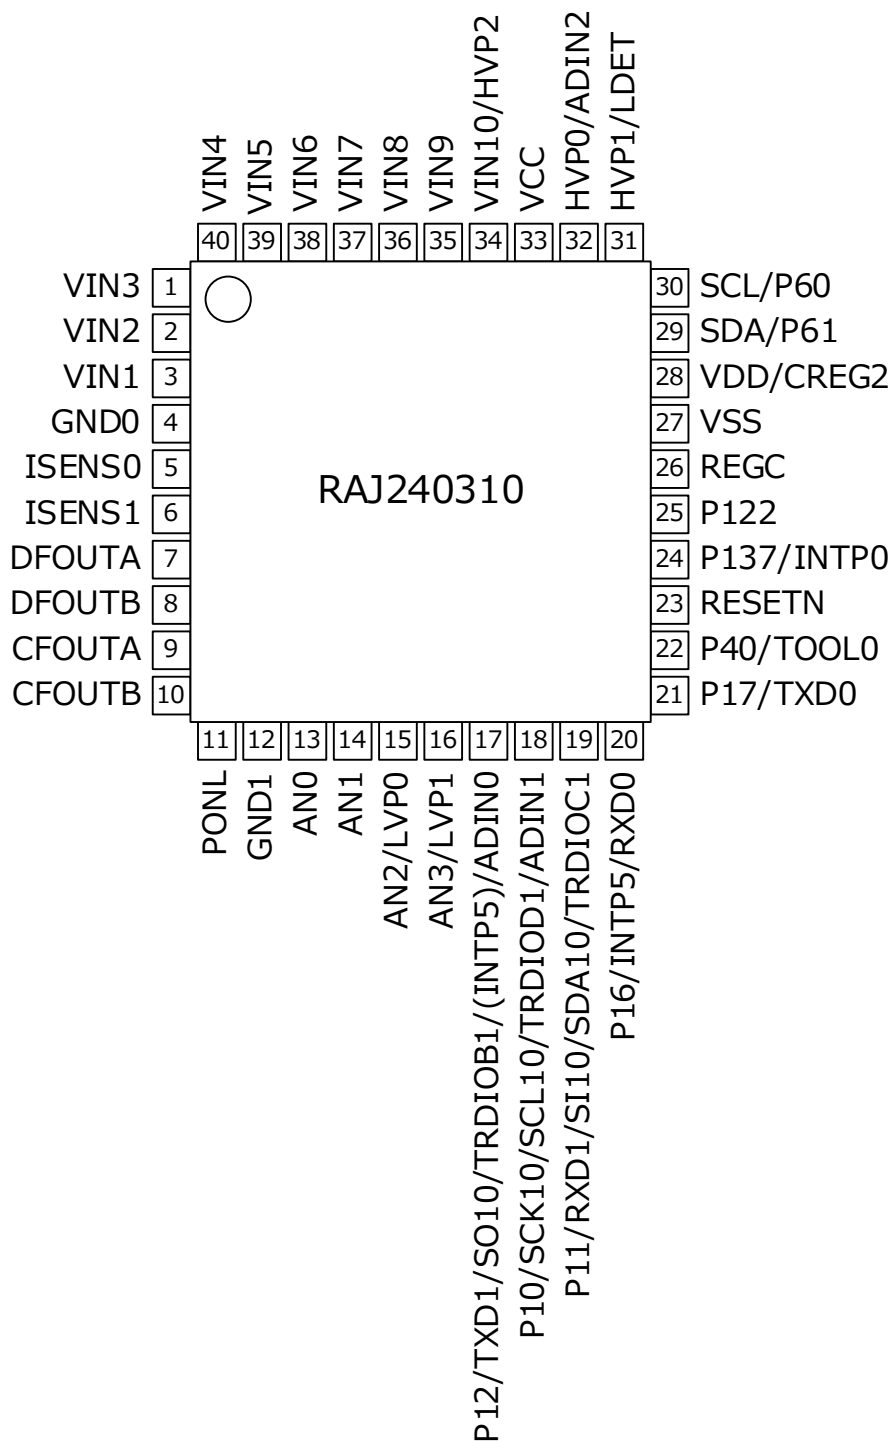 VIN4
VIN5
VIN6
VIN7
VIN8
VIN9
VIN10/HVP2
VCC
HVP0/ADIN2
HVP1/LDET
40 39 38 37 36 35 34 33 32 31
VIN3 1
VIN2 2
VIN1 3
GND0 4
ISENS0 5
ISENS1 6
DFOUTA 7
DFOUTB 8
CFOUTA 9
CFOUTB 10
RAJ240310
30 SCL/P60
29 SDA/P61
28 VDD/CREG2
27 VSS
26 REGC
25 P122
24 P137/INTP0
23 RESETN
22 P40/TOOL0
21 P17/TXD0
11 12 13 14 15 16 17 18 19 20
PONL
GND1
AN0
AN1
AN2/LVP0
AN3/LVP1
P12/TXD1/SO10/TRDIOB1/(INTP5)/ADIN0
P10/SCK10/SCL10/TRDIOD1/ADIN1
P11/RXD1/SI10/SDA10/TRDIOC1
P16/INTP5/RXD0